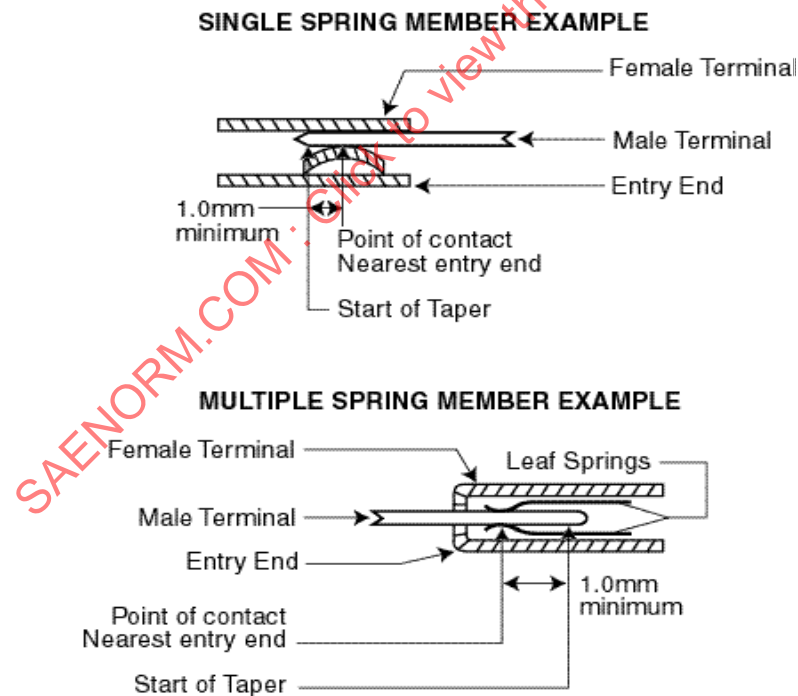 SINGLE SPRING MEMBER EXAMPLE
Female Terminal
Male Terminal
Entry End
1.0mm
minimum
Point of contact
Nearest entry end
Start of Taper
MULTIPLE SPRING MEMBER EXAMPLE
Female Terminal
Leaf Springs
Male Terminal
Entry End
1.0mm
minimum
Point of contact
Nearest entry end
Start of Taper
SAENORM.COM : Click to view th